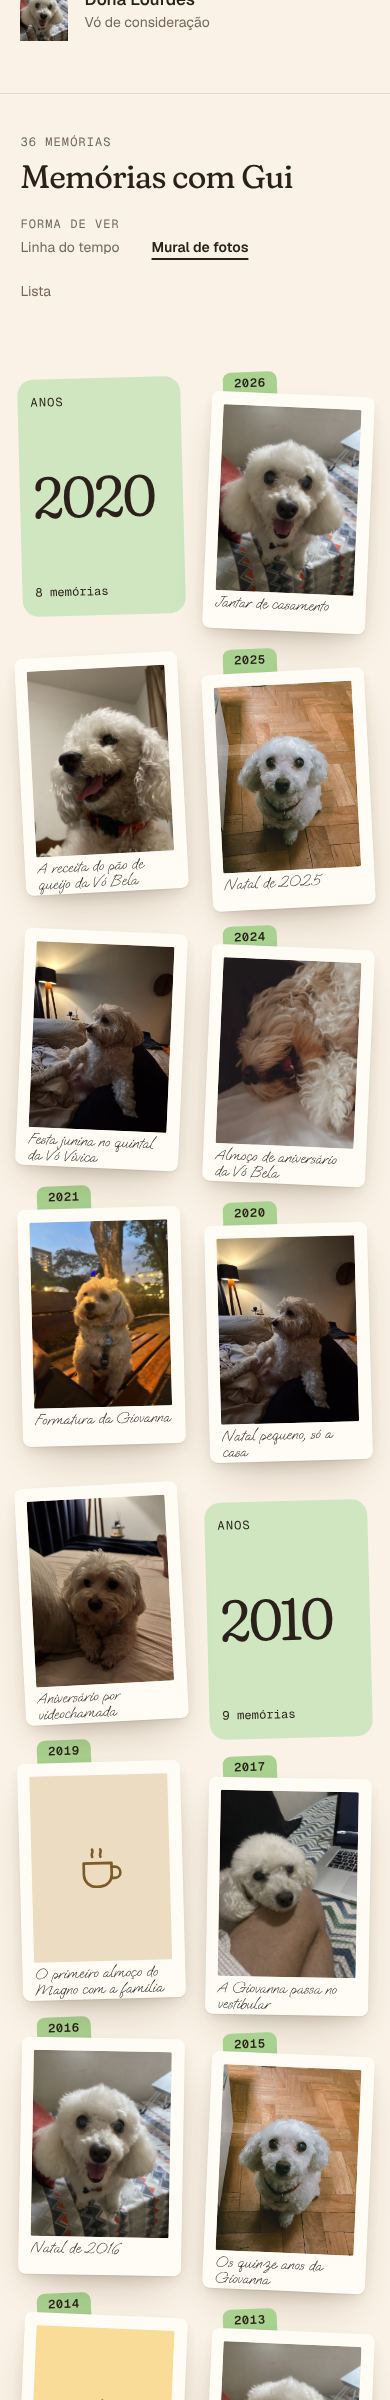 Dona Lourdes
Vó de consideração
36 MEMÓRIAS
Memórias com Gui
FORMA DE VER
Linha do tempo
Mural de fotos
Lista
ANOS
2020
8 memórias
2026
Jantar de casamento
A receita do pão de
queijo da Vó Bela
2025
Natal de 2025
Festa junina no quintal
da Vó Vivica
2024
Almoço de aniversário
da Vó Bela
2021
Formatura da Giovanna
2020
Natal pequeno, só a
casa
Aniversário por
videochamada
ANOS
2010
9 memórias
2019
O primeiro almoço do
Magno com a família
2017
A Giovanna passa no
vestibular
2016
Natal de 2016
2015
Os quinze anos da
Giovanna
2014
2013